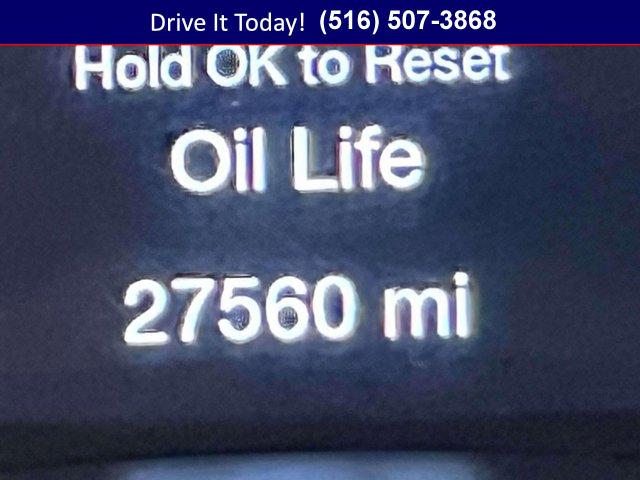 Drive It Today! (516) 507-3868
Hold OK to Reset
Oil Life
27560 mi